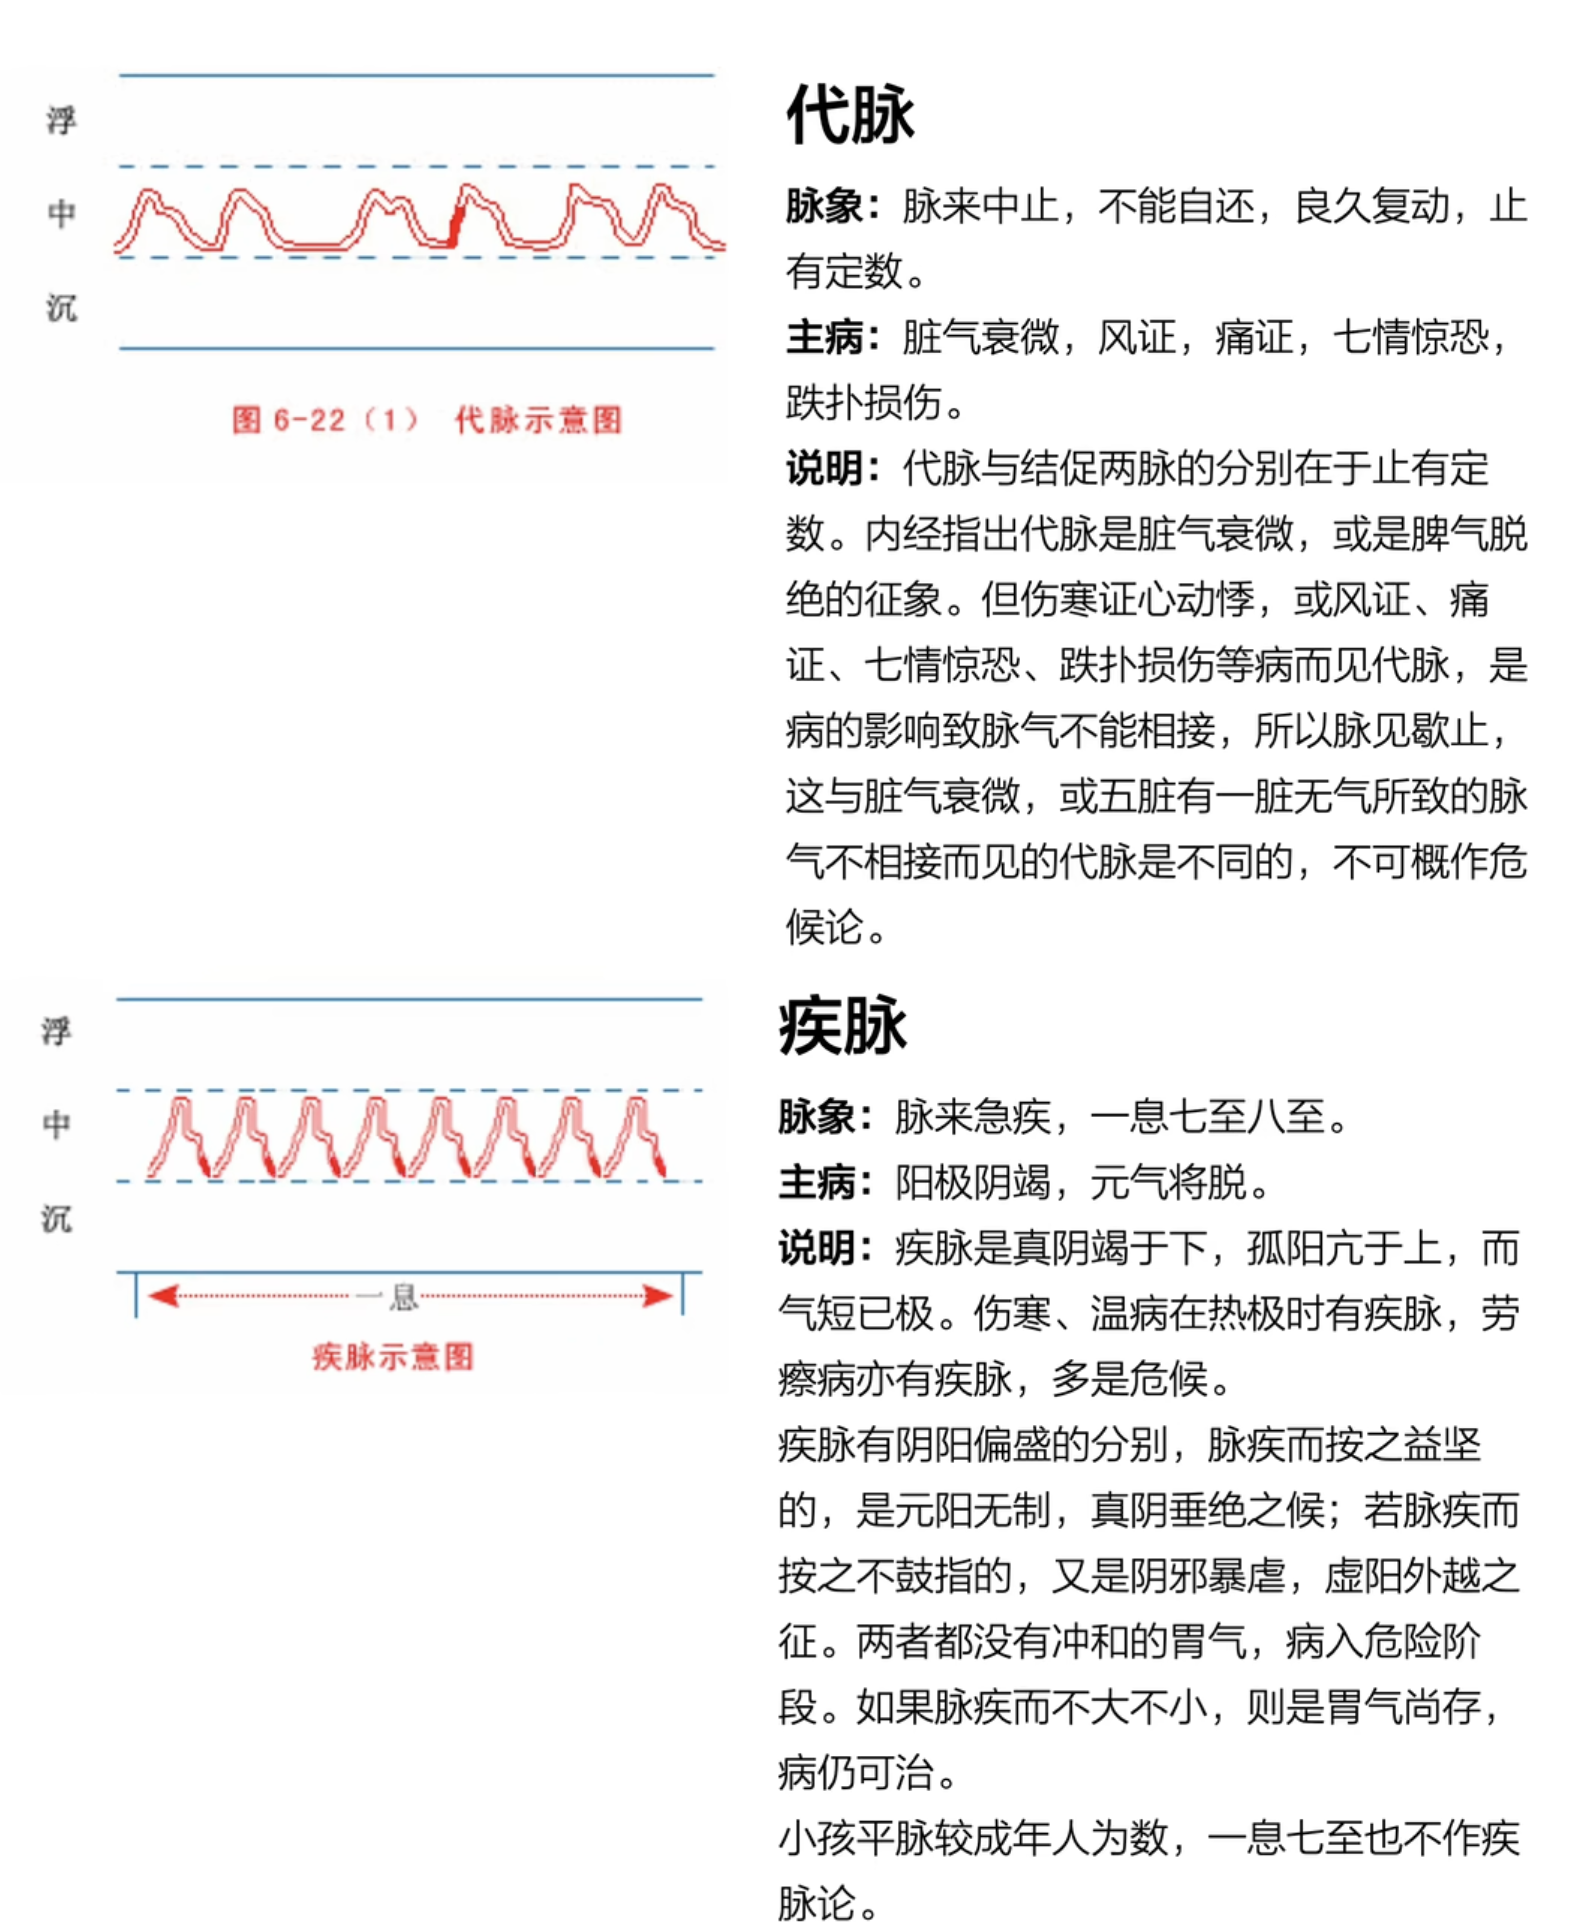 浮
中
沉
图 6-22（1） 代脉示意图
代脉
脉象：脉来中止，不能自还，良久复动，止
有定数。
主病：脏气衰微，风证，痛证，七情惊恐，
跌扑损伤。
说明：代脉与结促两脉的分别在于止有定
数。内经指出代脉是脏气衰微，或是脾气脱
绝的征象。但伤寒证心动悸，或风证、痛
证、七情惊恐、跌扑损伤等病而见代脉，是
病的影响致脉气不能相接，所以脉见歇止，
这与脏气衰微，或五脏有一脏无气所致的脉
气不相接而见的代脉是不同的，不可概作危
候论。
浮
中
沉
一息
疾脉示意图
疾脉
脉象：脉来急疾，一息七至八至。
主病：阳极阴竭，元气将脱。
说明：疾脉是真阴竭于下，孤阳亢于上，而
气短已极。伤寒、温病在热极时有疾脉，劳
瘵病亦有疾脉，多是危候。
疾脉有阴阳偏盛的分别，脉疾而按之益坚
的，是元阳无制，真阴垂绝之候；若脉疾而
按之不鼓指的，又是阴邪暴虐，虚阳外越之
征。两者都没有冲和的胃气，病入危险阶
段。如果脉疾而不大不小，则是胃气尚存，
病仍可治。
小孩平脉较成年人为数，一息七至也不作疾
脉论。